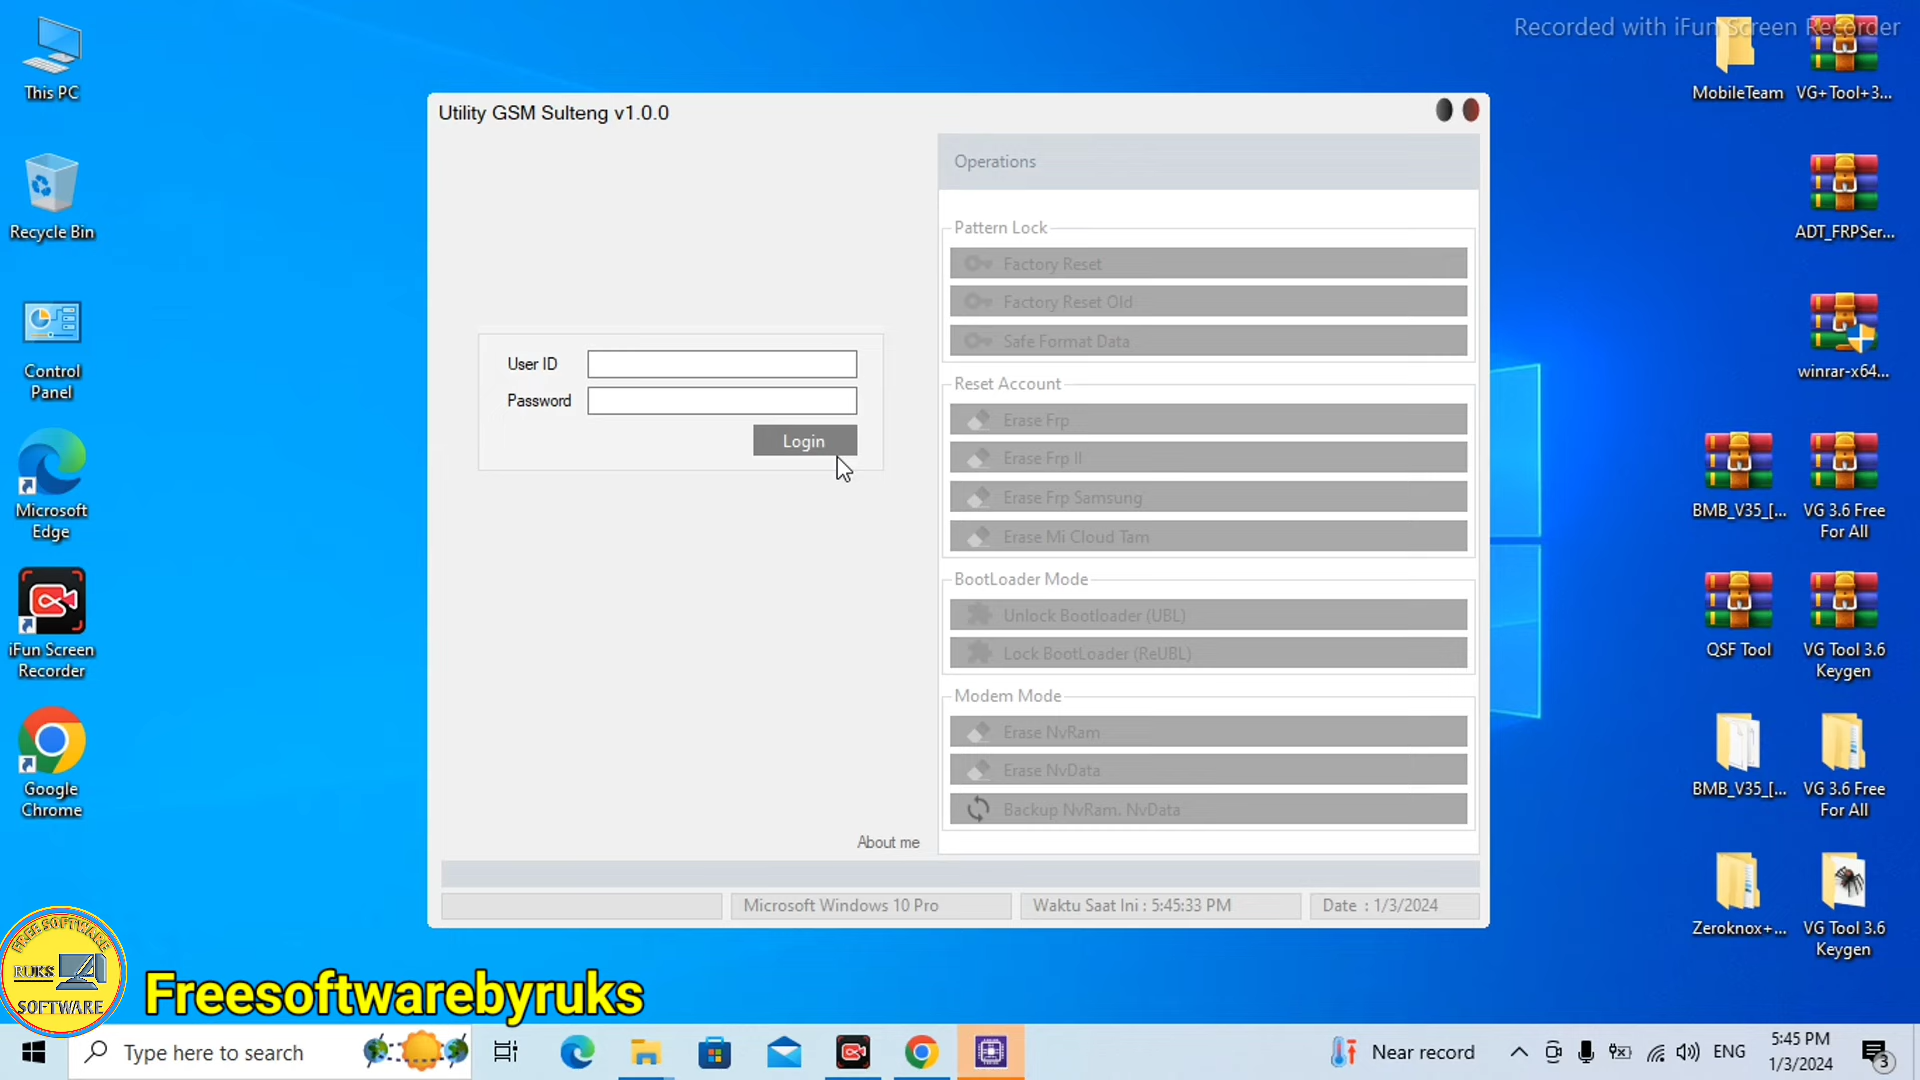 Recorded with iFun Screen Recorder
This PC
Recycle Bin
Control
Panel
Microsoft
Edge
iFun Screen
Recorder
Google
Chrome
Utility GSM Sulteng v1.0.0
User ID
Password
Login
About me
Operations
Pattern Lock
Factory Reset
Factory Reset Old
Safe Format Data
Reset Account
Erase Frp
Erase Frp II
Erase Frp Samsung
Erase Mi Cloud Tam
BootLoader Mode
Unlock Bootloader (UBL)
Lock BootLoader (ReUBL)
Modem Mode
Erase NvRam
Erase NvData
Backup NvRam. NvData
Microsoft Windows 10 Pro
Waktu Saat Ini : 5:45:33 PM
Date : 1/3/2024
MobileTeam
VG+Tool+3...
ADT_FRPSer...
winrar-x64...
BMB_V35_[...
VG 3.6 Free
For All
QSF Tool
VG Tool 3.6
Keygen
BMB_V35_[...
VG 3.6 Free
For All
Zeroknox+...
VG Tool 3.6
Keygen
FREE SOFTWARE
RUKS
SOFTWARE
Freesoftwarebyruks
Type here to search
Near record
ENG
5:45 PM
1/3/2024
3